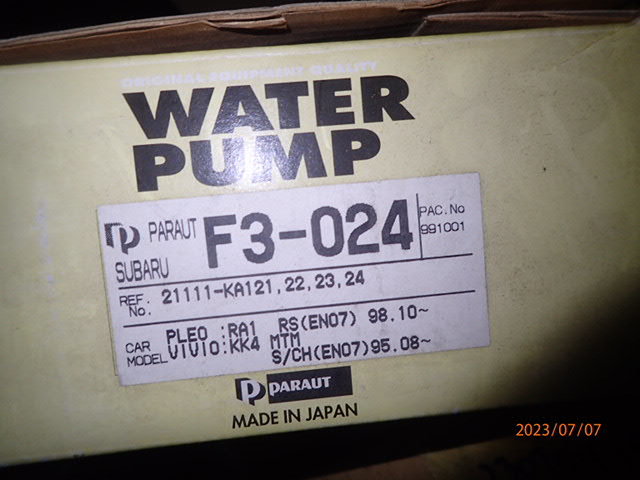 ORIGINAL EQUIPMENT QUALITY
WATER
PUMP
PARAUT F3-024 PAC.No
SUBARU 991001
REF. No. 21111-KA121,22,23,24
CAR MODEL PLEO :RA1 RS(EN07) 98.10~
VIVIO:KK4 MTM S/CH(EN07)95.08~
PARAUT
MADE IN JAPAN
2023/07/07